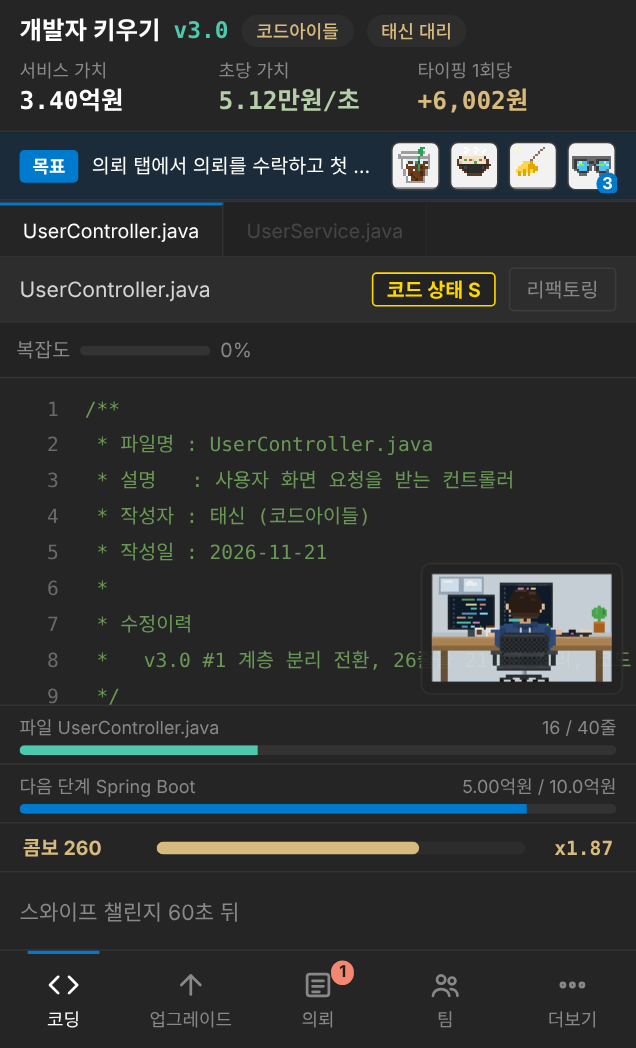 개발자 키우기 v3.0 코드아이들 태신 대리
서비스 가치 초당 가치 타이핑 1회당
3.40억원 5.12만원/초 +6,002원
목표 의뢰 탭에서 의뢰를 수락하고 첫 ... 3
UserController.java UserService.java
UserController.java 코드 상태 S 리팩토링
복잡도 0%
1 /**
2 * 파일명 : UserController.java
3 * 설명 : 사용자 화면 요청을 받는 컨트롤러
4 * 작성자 : 태신 (코드아이들)
5 * 작성일 : 2026-11-21
6 *
7 * 수정이력
8 * v3.0 #1 계층 분리 전환, 26
9 */
파일 UserController.java 16 / 40줄
다음 단계 Spring Boot 5.00억원 / 10.0억원
콤보 260 x1.87
스와이프 챌린지 60초 뒤
1
코딩 업그레이드 의뢰 팀 더보기